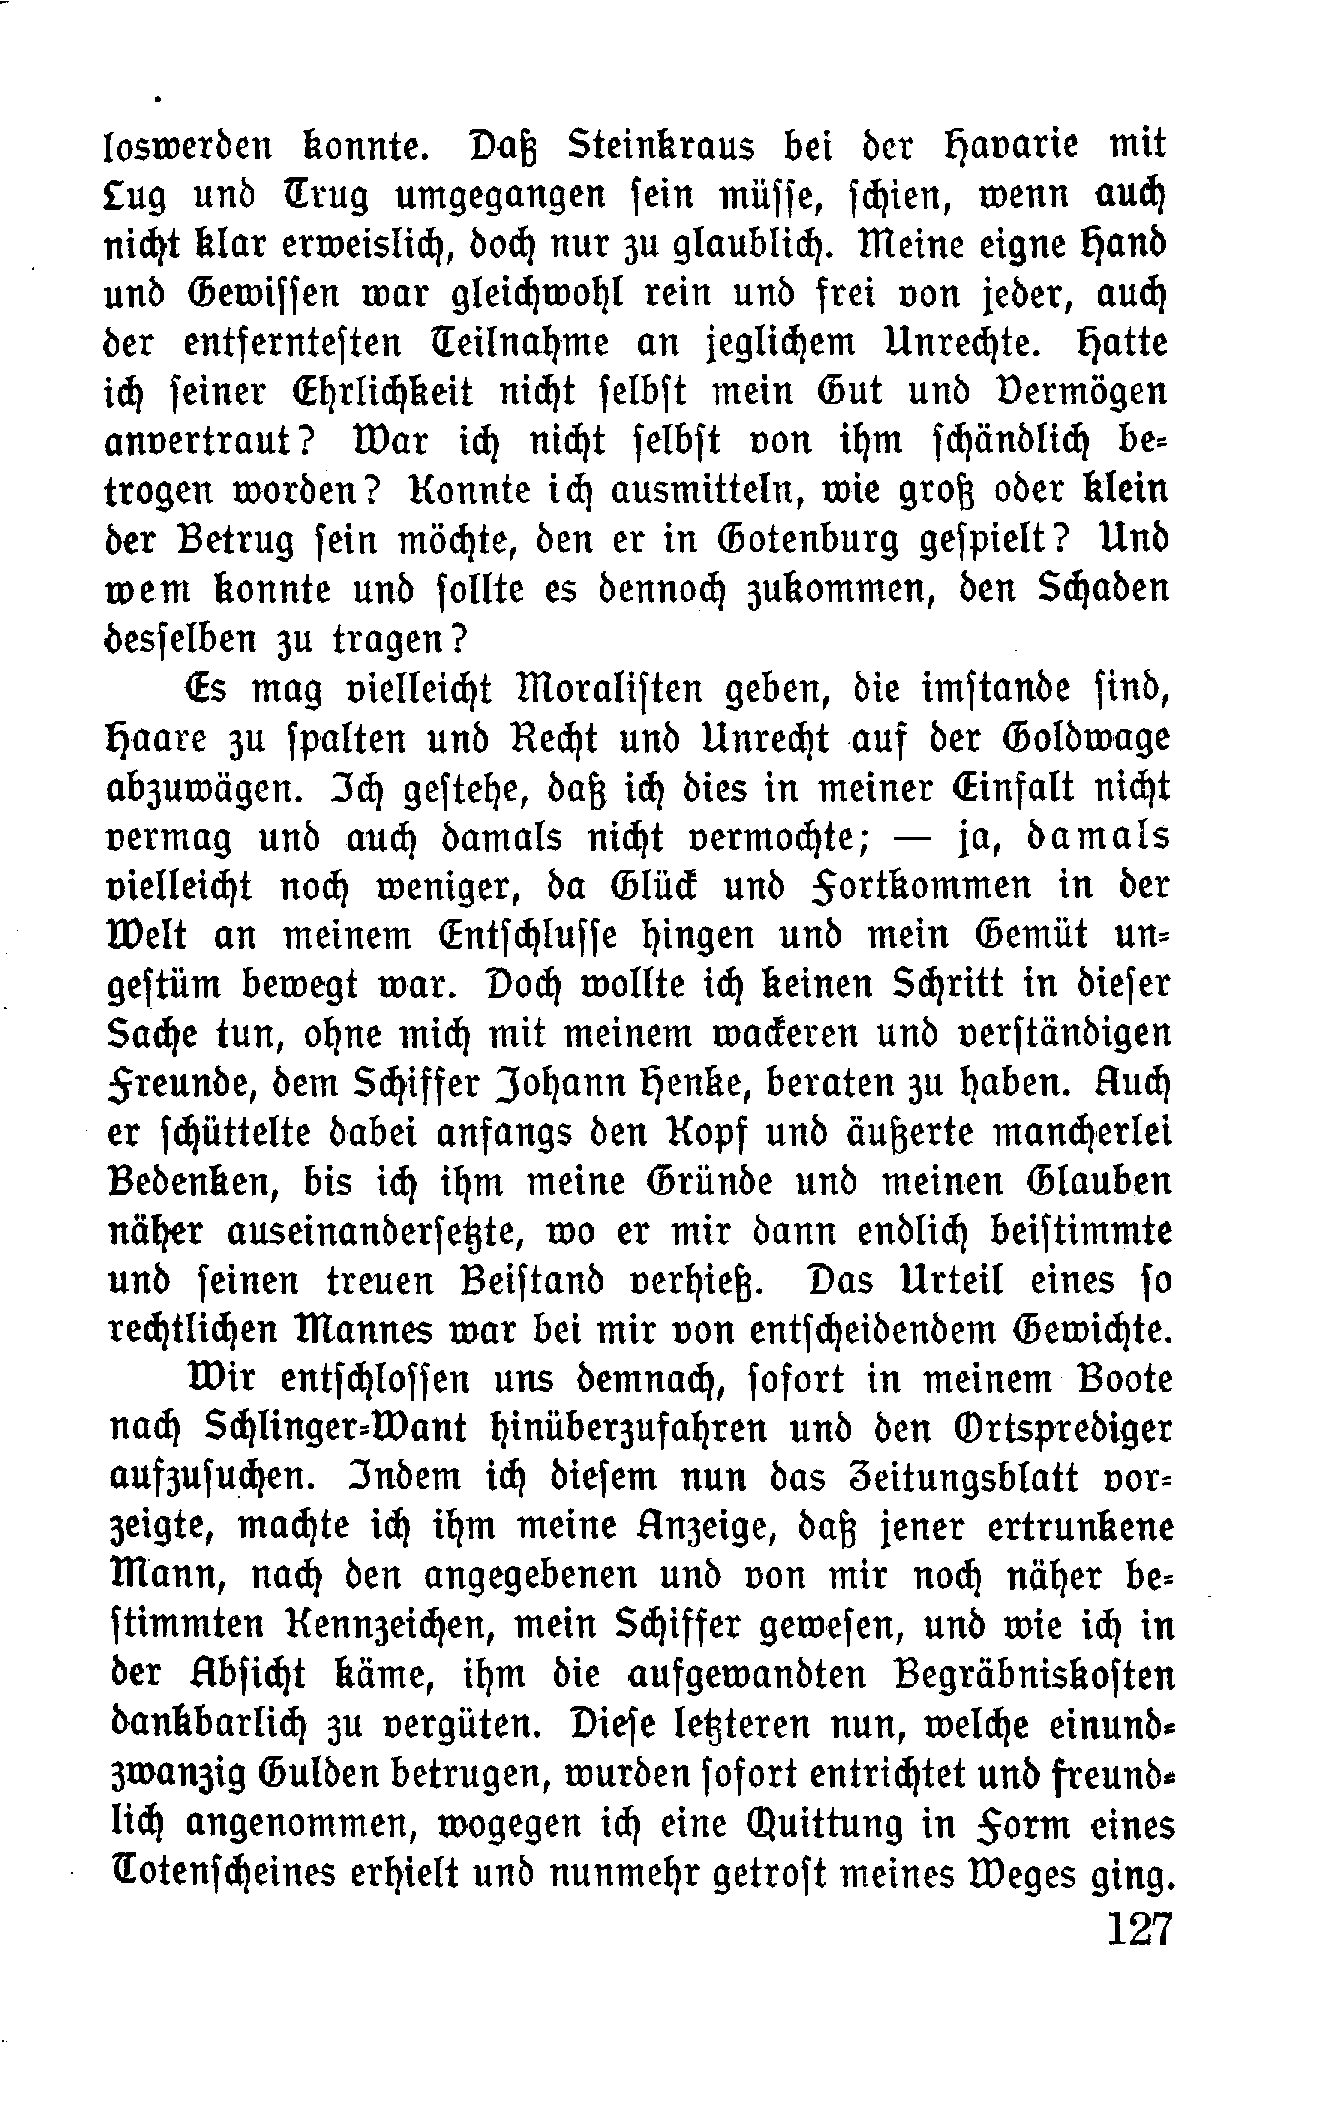 loswerden konnte. Daß Steinkraus bei der Havarie mit
Lug und Trug umgegangen sein müsse, schien, wenn auch
nicht klar erweislich, doch nur zu glaublich. Meine eigne Hand
und Gewissen war gleichwohl rein und frei von jeder, auch
der entferntesten Teilnahme an jeglichem Unrechte. Hatte
ich seiner Ehrlichkeit nicht selbst mein Gut und Vermögen
anvertraut? War ich nicht selbst von ihm schändlich be-
trogen worden? Konnte ich ausmitteln, wie groß oder klein
der Betrug sein möchte, den er in Gotenburg gespielt? Und
wem konnte und sollte es dennoch zukommen, den Schaden
desselben zu tragen?
Es mag vielleicht Moralisten geben, die imstande sind,
Haare zu spalten und Recht und Unrecht auf der Goldwage
abzuwägen. Ich gestehe, daß ich dies in meiner Einfalt nicht
vermag und auch damals nicht vermochte; — ja, damals
vielleicht noch weniger, da Glück und Fortkommen in der
Welt an meinem Entschlusse hingen und mein Gemüt un-
gestüm bewegt war. Doch wollte ich keinen Schritt in dieser
Sache tun, ohne mich mit meinem wackeren und verständigen
Freunde, dem Schiffer Johann Henke, beraten zu haben. Auch
er schüttelte dabei anfangs den Kopf und äußerte mancherlei
Bedenken, bis ich ihm meine Gründe und meinen Glauben
näher auseinandersetzte, wo er mir dann endlich beistimmte
und seinen treuen Beistand verhieß. Das Urteil eines so
rechtlichen Mannes war bei mir von entscheidendem Gewichte.
Wir entschlossen uns demnach, sofort in meinem Boote
nach Schlinger-Want hinüberzufahren und den Ortsprediger
aufzusuchen. Indem ich diesem nun das Zeitungsblatt vor-
zeigte, machte ich ihm meine Anzeige, daß jener ertrunkene
Mann, nach den angegebenen und von mir noch näher be-
stimmten Kennzeichen, mein Schiffer gewesen, und wie ich in
der Absicht käme, ihm die aufgewandten Begräbniskosten
dankbarlich zu vergüten. Diese letzteren nun, welche einund-
zwanzig Gulden betrugen, wurden sofort entrichtet und freund-
lich angenommen, wogegen ich eine Quittung in Form eines
Totenscheines erhielt und nunmehr getrost meines Weges ging.
127